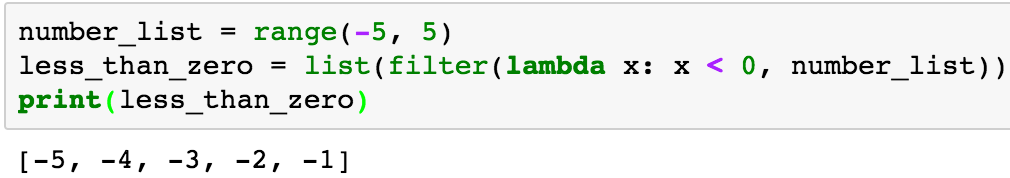 number_list = range(-5, 5)
less_than_zero = list(filter(lambda x: x < 0, number_list))
print(less_than_zero)
[-5, -4, -3, -2, -1]